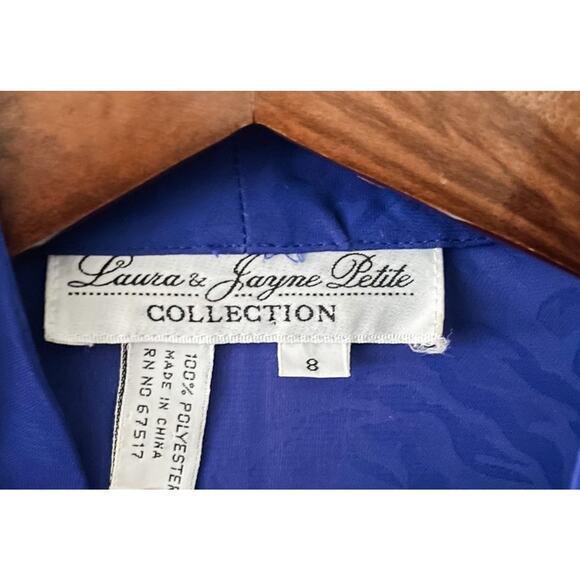 Laura & Jayne Petite
COLLECTION
8
100% POLYESTER
MADE IN CHINA
RN NO 67517